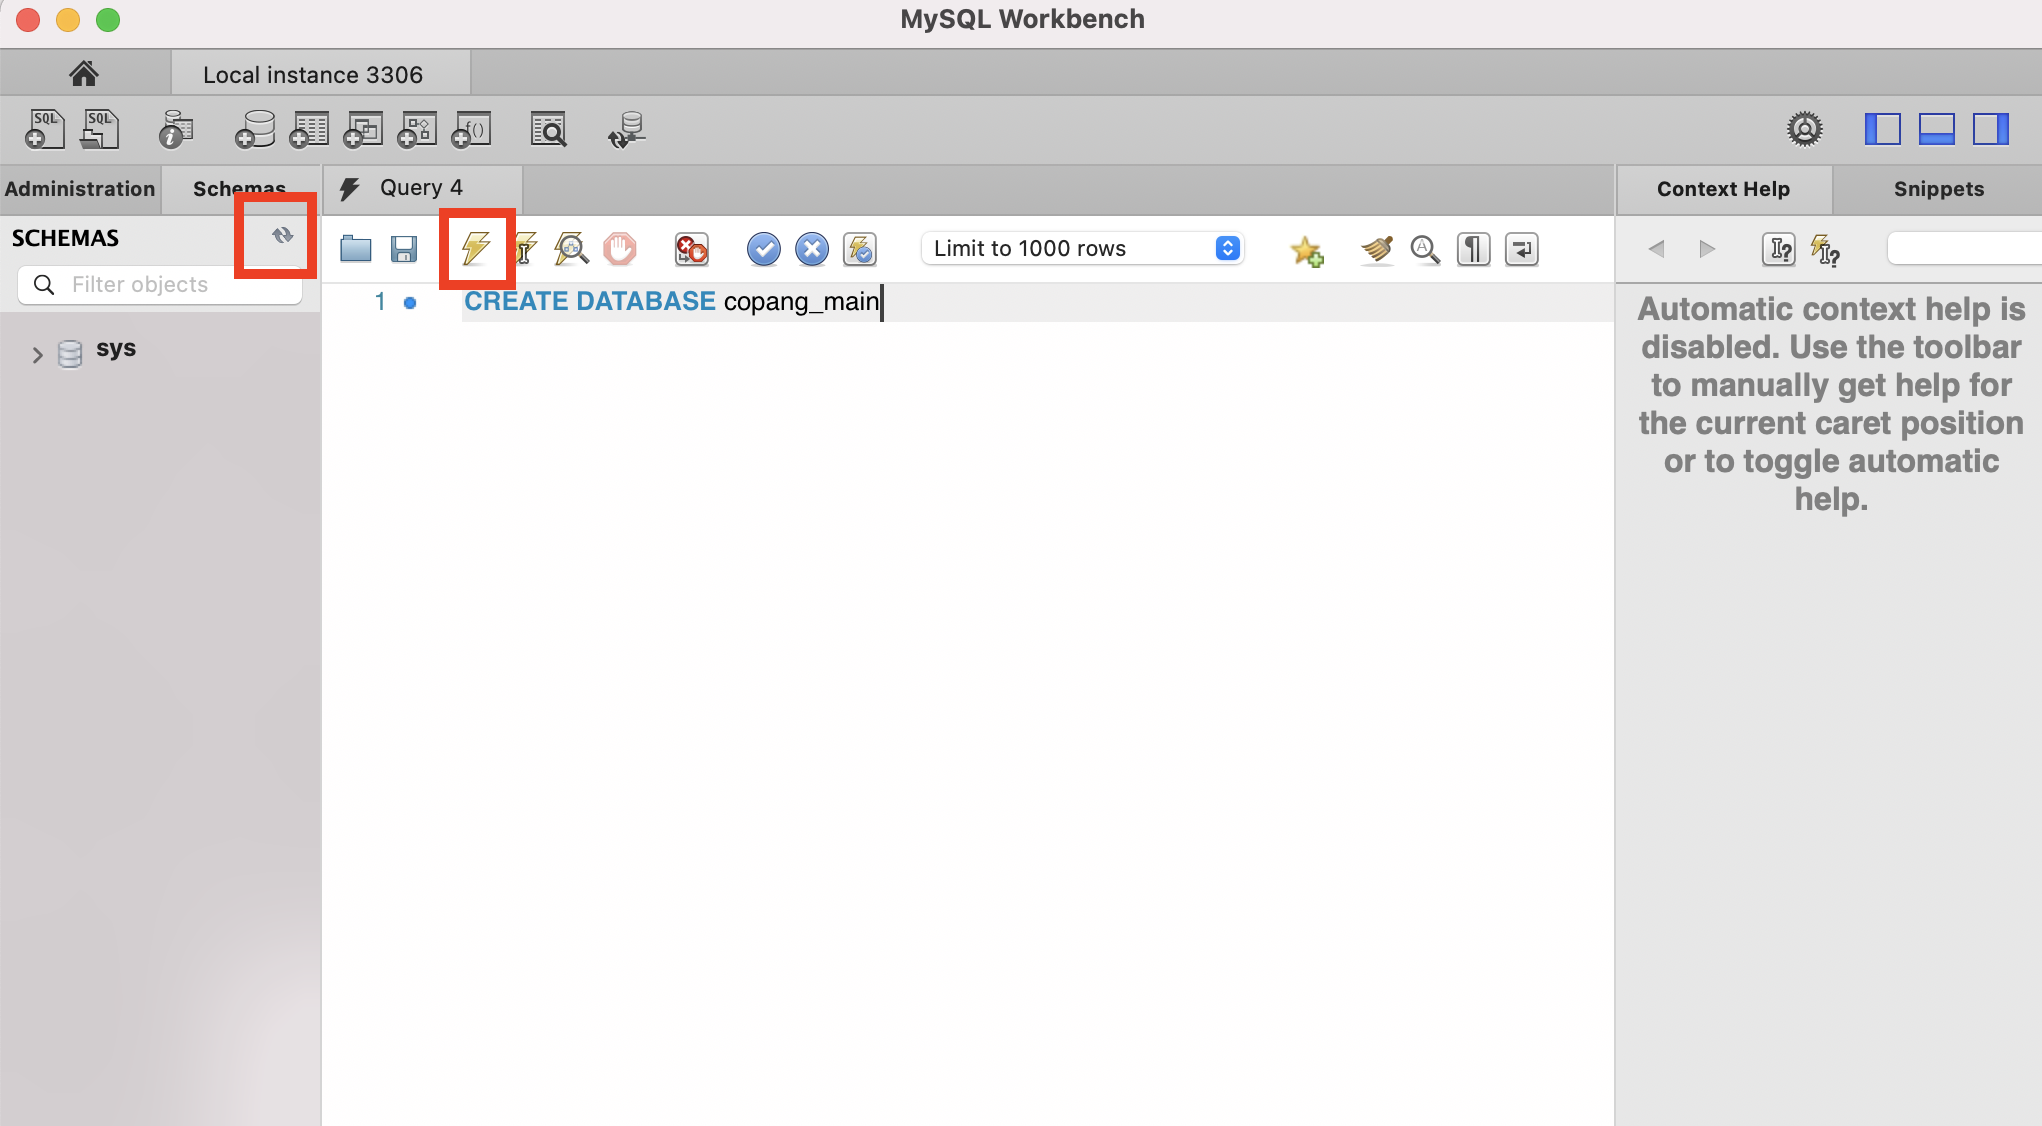 MySQL Workbench
Local instance 3306
SQL
SQL
Administration
Schemas
Query 4
Context Help
Snippets
SCHEMAS
Filter objects
Limit to 1000 rows
1
CREATE DATABASE copang_main
sys
Automatic context help is
disabled. Use the toolbar
to manually get help for
the current caret position
or to toggle automatic
help.